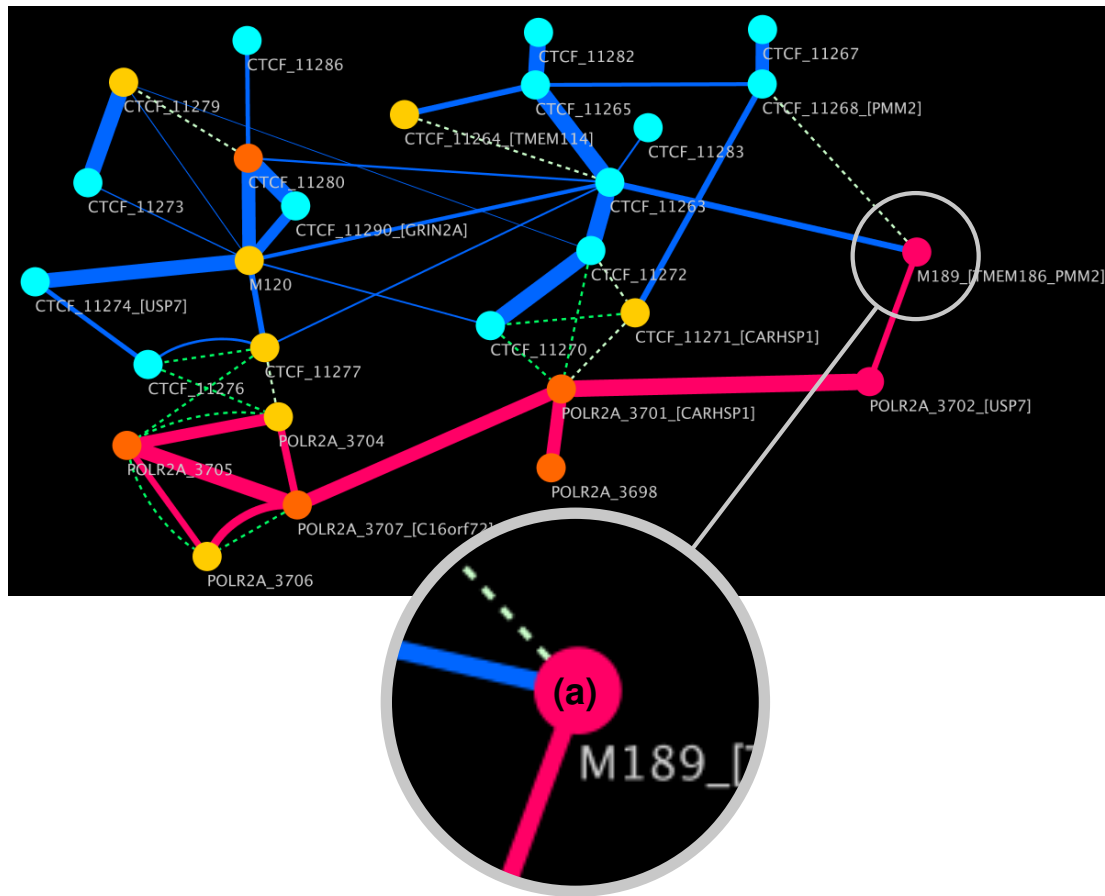 CTCF_11286
CTCF_11282
CTCF_11267
CTCF_11279
CTCF_11265
CTCF_11268_[PMM2]
CTCF_11264_[TMEM114]
CTCF_11283
CTCF_11280
CTCF_11273
CTCF_11263
CTCF_11290_[GRIN2A]
CTCF_11272
M189_[TMEM186_PMM2]
M120
CTCF_11274_[USP7]
CTCF_11271_[CARHSP1]
CTCF_11270
CTCF_11277
CTCF_11276
POLR2A_3702_[USP7]
POLR2A_3701_[CARHSP1]
POLR2A_3704
POLR2A_3705
POLR2A_3698
POLR2A_3707_[C16orf72]
POLR2A_3706
(a)
M189_[T